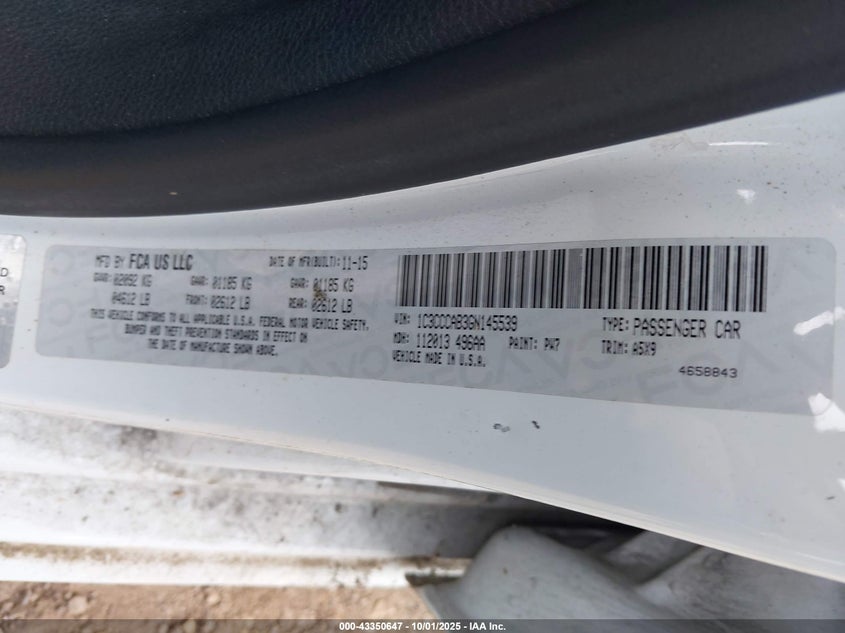 D
R
MFD BY FCA US LLC DATE OF MFR(BUILT): 11-15
GVWR: 02092 KG GAWR: 01185 KG GAWR: 01185 KG
04612 LB FRONT: 02612 LB REAR: 02612 LB
THIS VEHICLE CONFORMS TO ALL APPLICABLE U.S.A. FEDERAL MOTOR VEHICLE SAFETY,
BUMPER AND THEFT PREVENTION STANDARDS IN EFFECT ON
THE DATE OF MANUFACTURE SHOWN ABOVE.
VIN: 1C3CCCAB3GN145539 TYPE: PASSENGER CAR
MDH: 112013 496AA PAINT: PW7 TRIM: A5X9
VEHICLE MADE IN U.S.A.
4658843
000-43350647 - 10/01/2025 - IAA Inc.